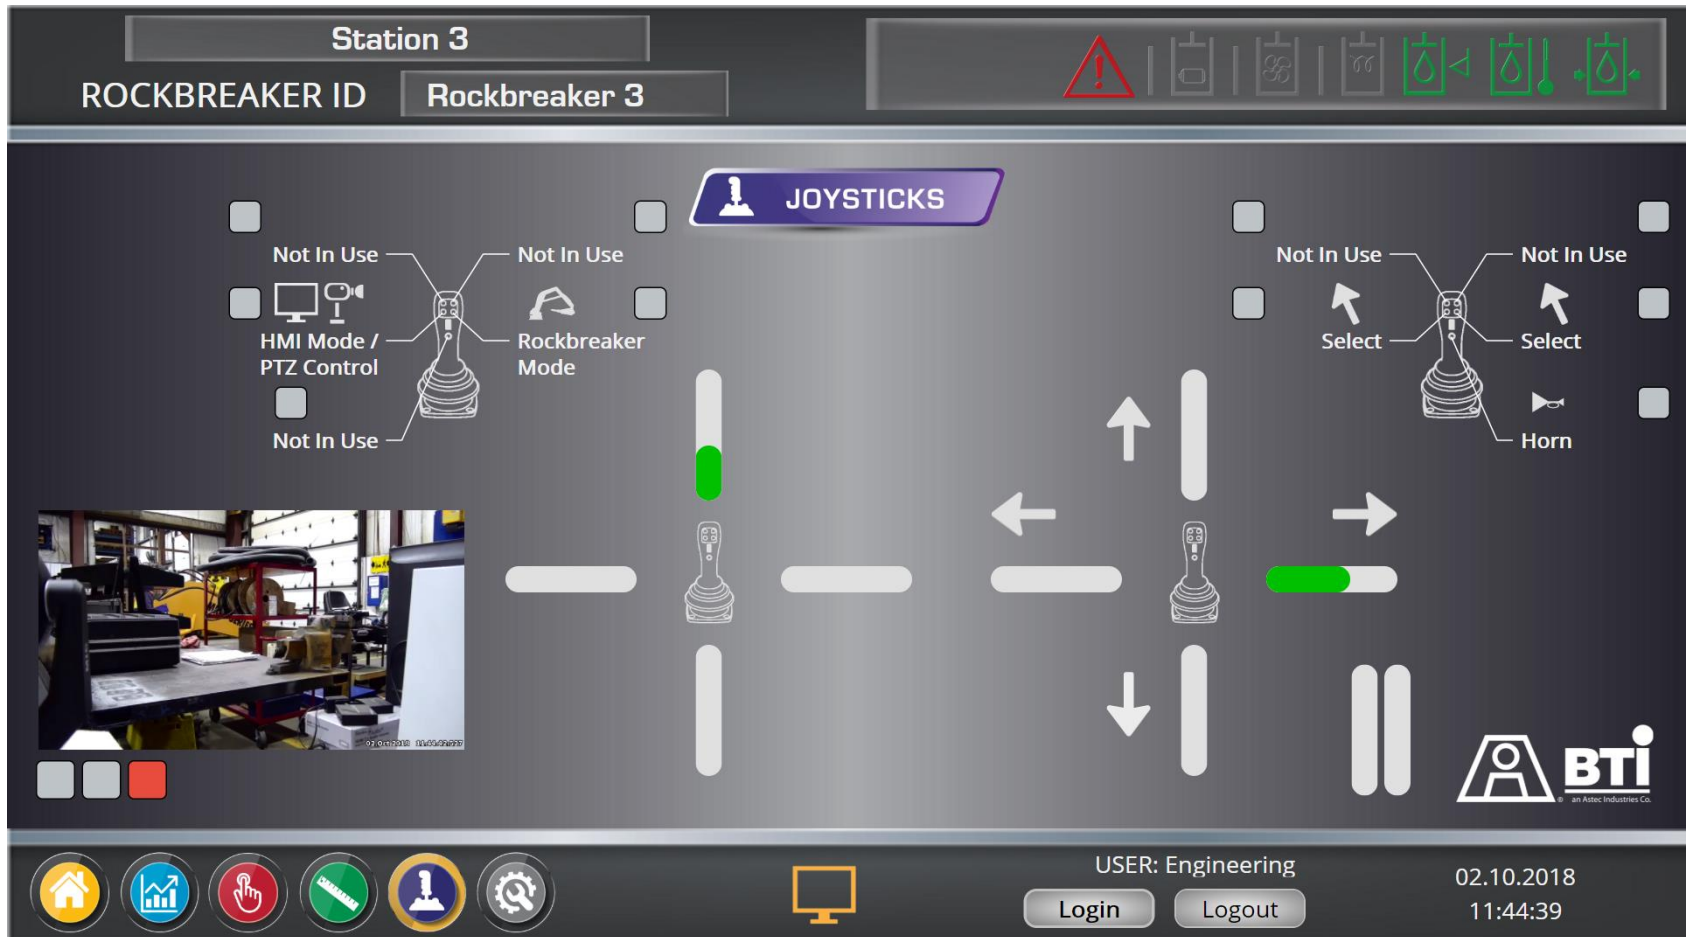 Station 3
ROCKBREAKER ID
Rockbreaker 3
JOYSTICKS
Not In Use
Not In Use
HMI Mode /
PTZ Control
Rockbreaker
Mode
Not In Use
Not In Use
Not In Use
Select
Select
Horn
BTI
an Astec Industries Co.
USER: Engineering
Login
Logout
02.10.2018
11:44:39